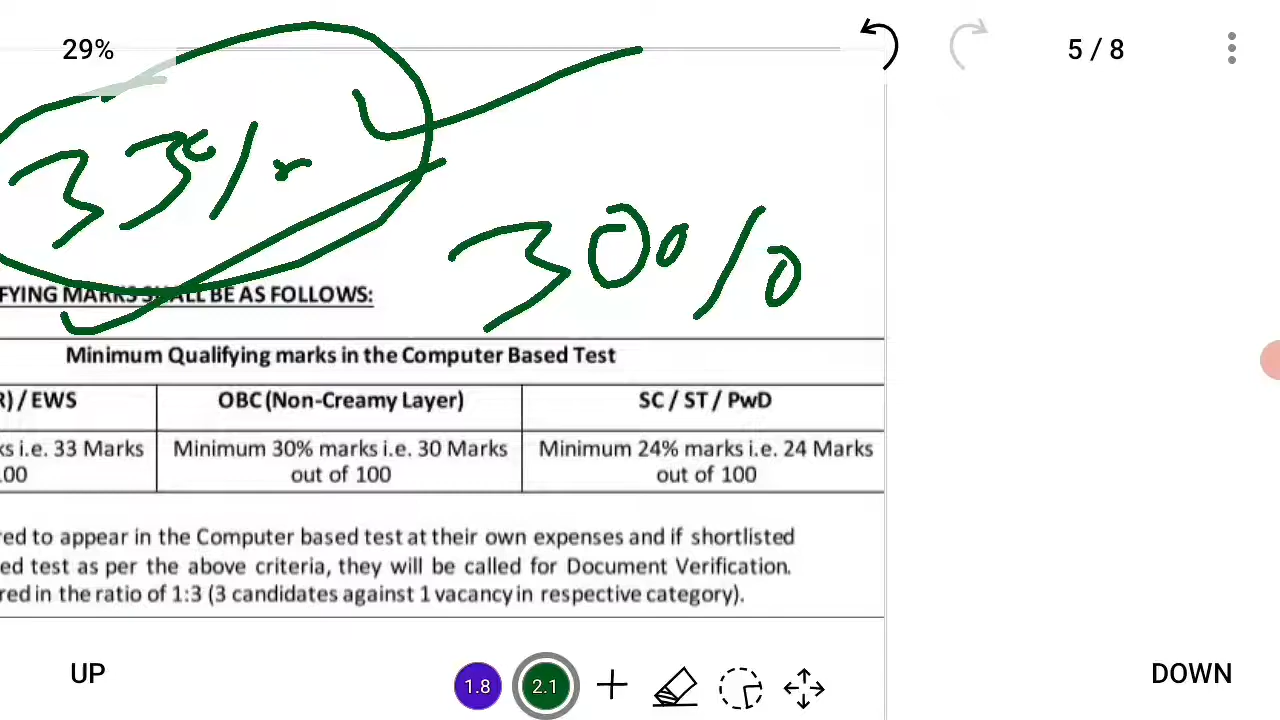 29%
5 / 8
33%
30%
FYING MARKS SHALL BE AS FOLLOWS:
Minimum Qualifying marks in the Computer Based Test
R) / EWS OBC (Non-Creamy Layer) SC / ST / PwD
ks i.e. 33 Marks Minimum 30% marks i.e. 30 Marks Minimum 24% marks i.e. 24 Marks
.00 out of 100 out of 100
red to appear in the Computer based test at their own expenses and if shortlisted
ed test as per the above criteria, they will be called for Document Verification.
red in the ratio of 1:3 (3 candidates against 1 vacancy in respective category).
UP 1.8 2.1 DOWN